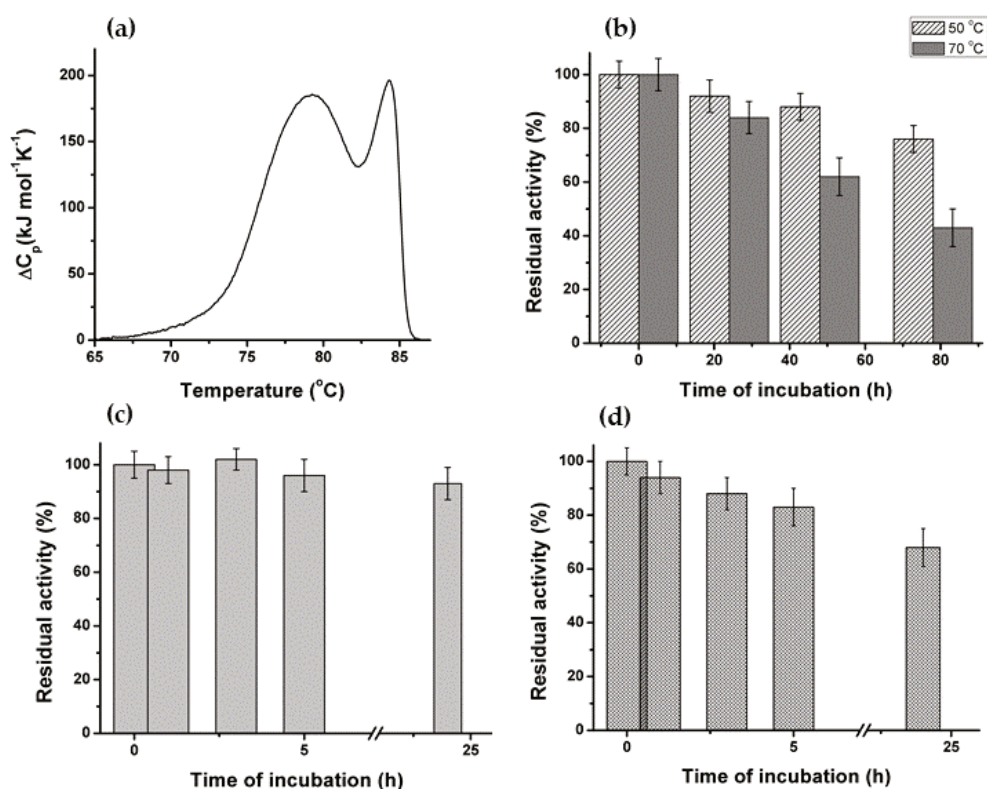 (a)
ΔCp (kJ mol⁻¹K⁻¹)
200
150
100
50
0
65 70 75 80 85
Temperature (°C)
(b)
50 °C
70 °C
Residual activity (%)
100
80
60
40
20
0
0 20 40 60 80
Time of incubation (h)
(c)
Residual activity (%)
100
80
60
40
20
0
0 5 25
Time of incubation (h)
(d)
Residual activity (%)
100
80
60
40
20
0
0 5 25
Time of incubation (h)